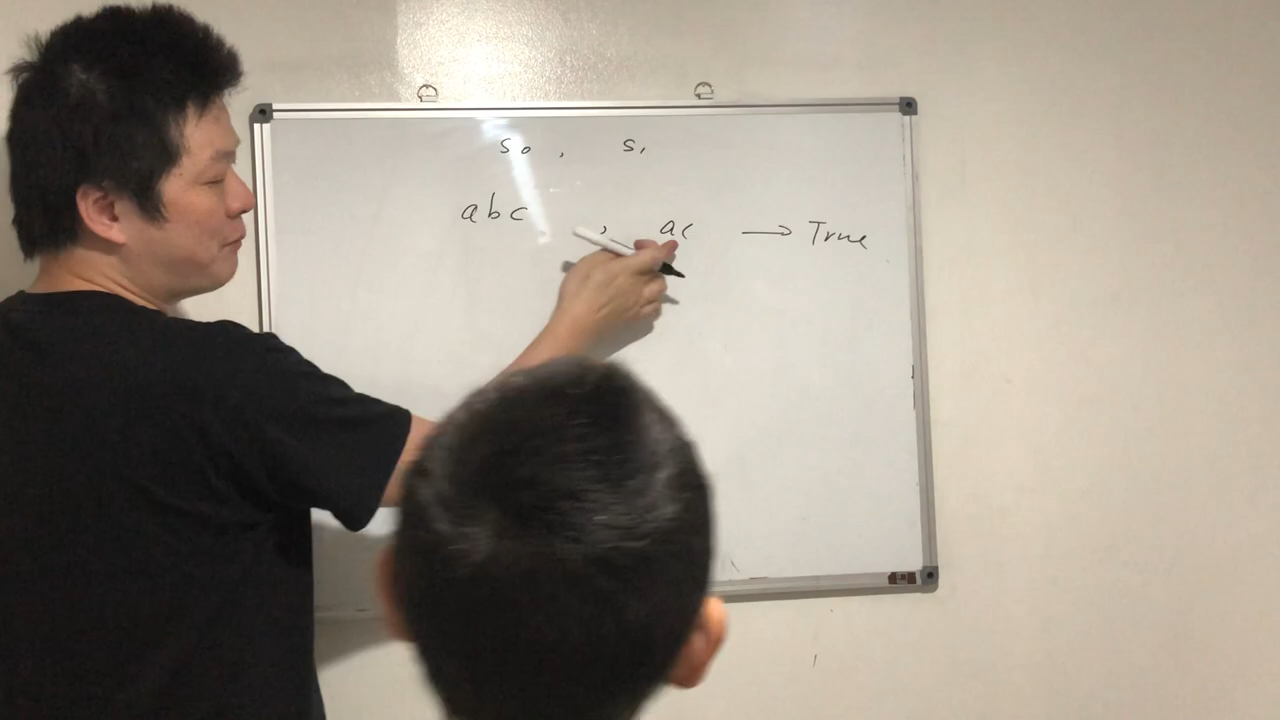 s0, s1
abc, ac → True